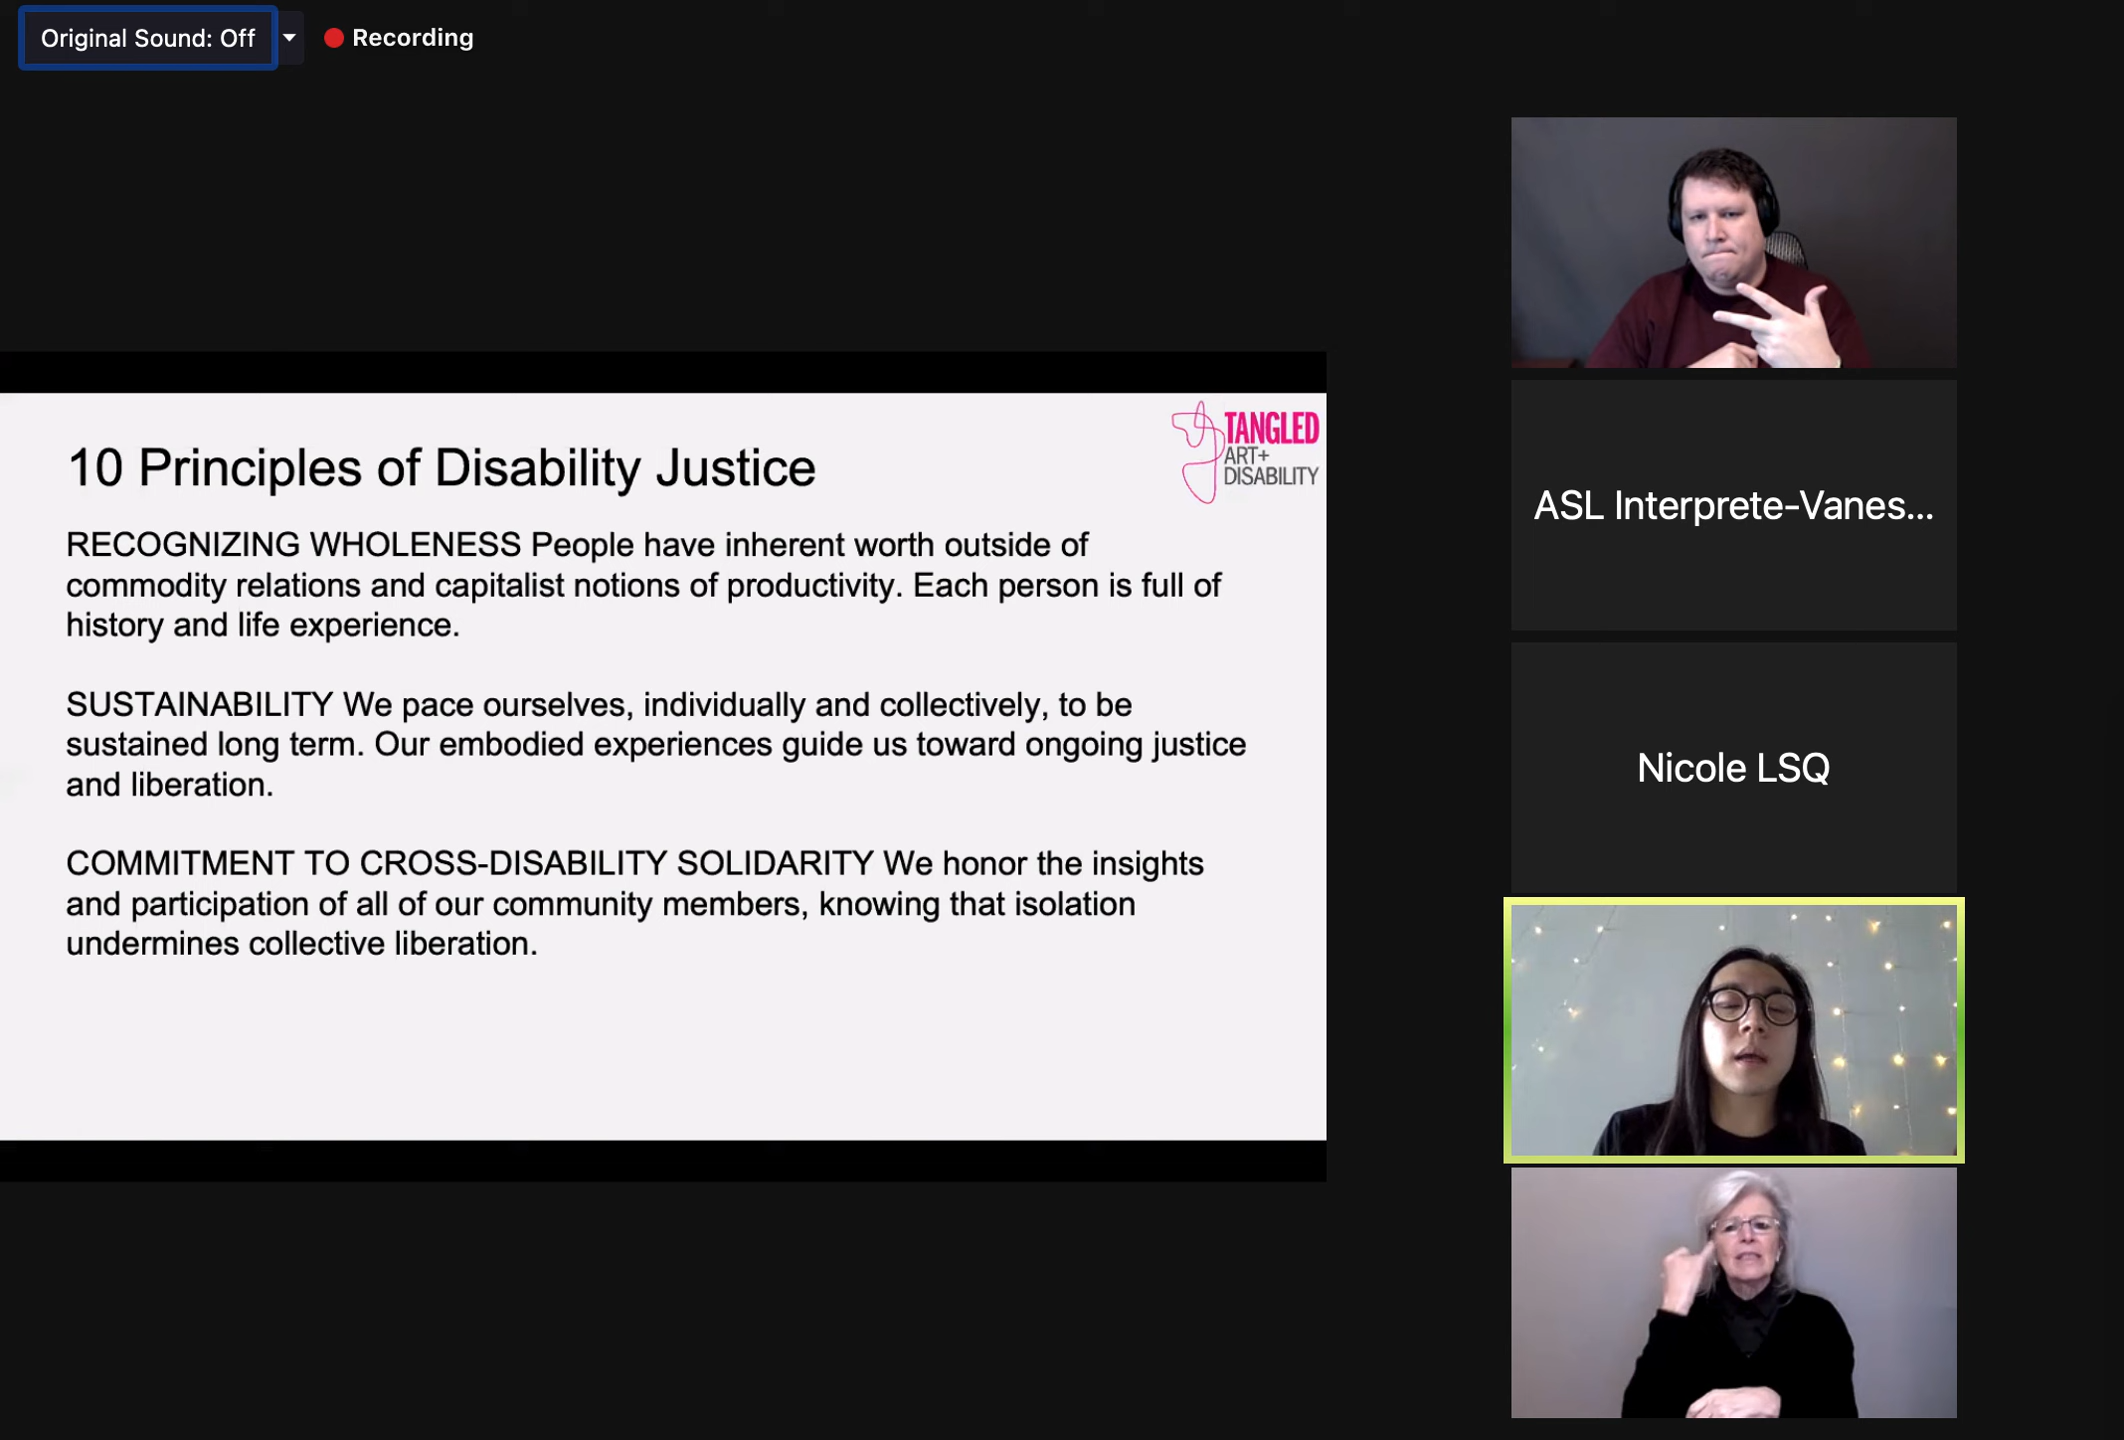 Original Sound: Off
Recording
TANGLED
ART+
DISABILITY
10 Principles of Disability Justice
RECOGNIZING WHOLENESS People have inherent worth outside of
commodity relations and capitalist notions of productivity. Each person is full of
history and life experience.
SUSTAINABILITY We pace ourselves, individually and collectively, to be
sustained long term. Our embodied experiences guide us toward ongoing justice
and liberation.
COMMITMENT TO CROSS-DISABILITY SOLIDARITY We honor the insights
and participation of all of our community members, knowing that isolation
undermines collective liberation.
ASL Interprete-Vanes...
Nicole LSQ